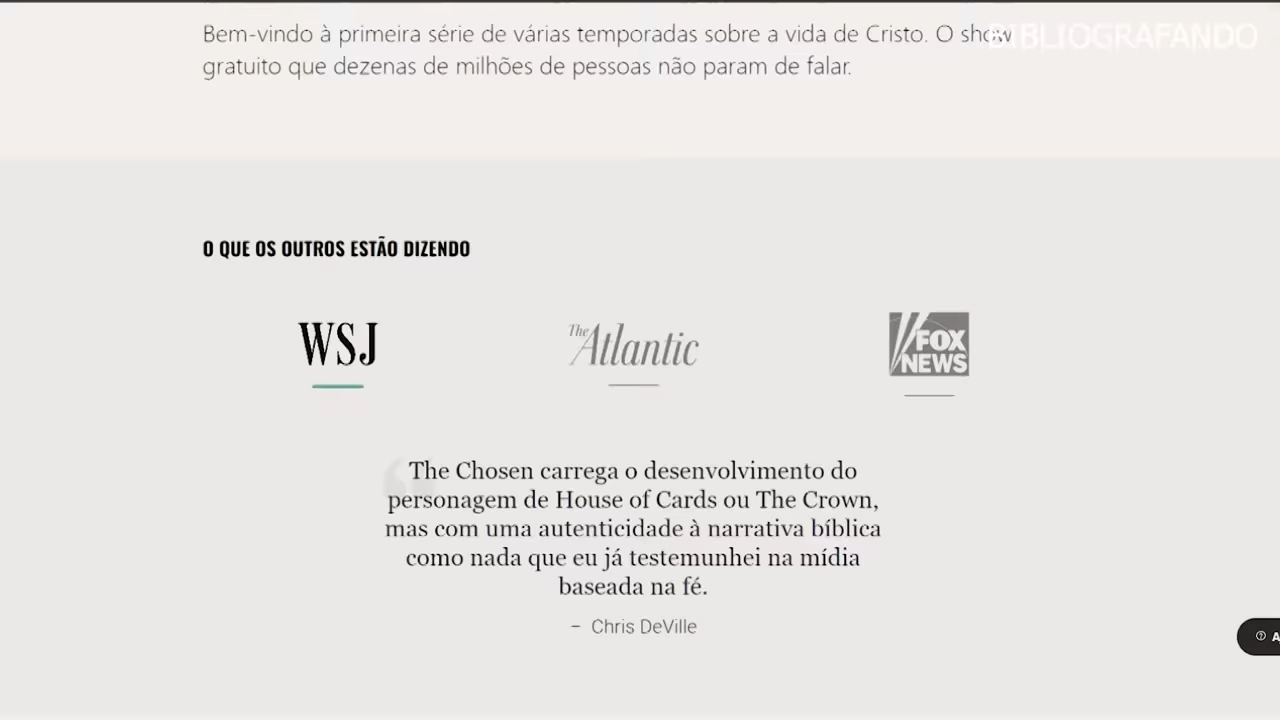 BIBLIOGRAFANDO
Bem-vindo à primeira série de várias temporadas sobre a vida de Cristo. O show
gratuito que dezenas de milhões de pessoas não param de falar.
O QUE OS OUTROS ESTÃO DIZENDO
WSJ
The Atlantic
FOX
NEWS
The Chosen carrega o desenvolvimento do
personagem de House of Cards ou The Crown,
mas com uma autenticidade à narrativa bíblica
como nada que eu já testemunhei na mídia
baseada na fé.
– Chris DeVille
A